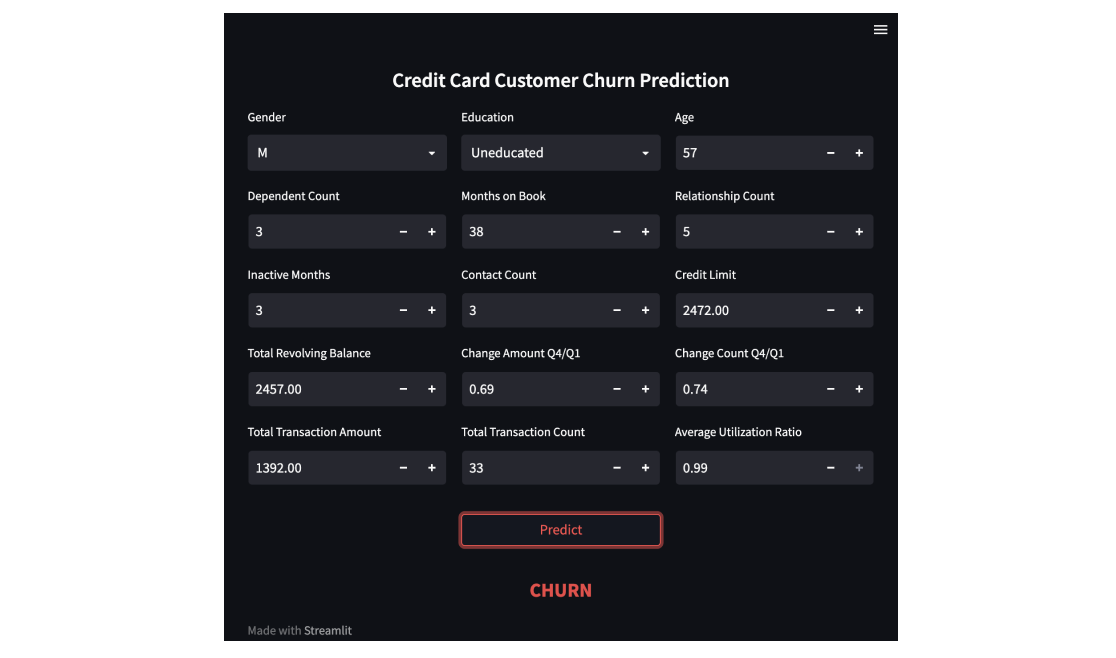 Credit Card Customer Churn Prediction
Gender Education Age
M Uneducated 57 − +
Dependent Count Months on Book Relationship Count
3 − + 38 − + 5 − +
Inactive Months Contact Count Credit Limit
3 − + 3 − + 2472.00 − +
Total Revolving Balance Change Amount Q4/Q1 Change Count Q4/Q1
2457.00 − + 0.69 − + 0.74 − +
Total Transaction Amount Total Transaction Count Average Utilization Ratio
1392.00 − + 33 − + 0.99 − +
Predict
CHURN
Made with Streamlit